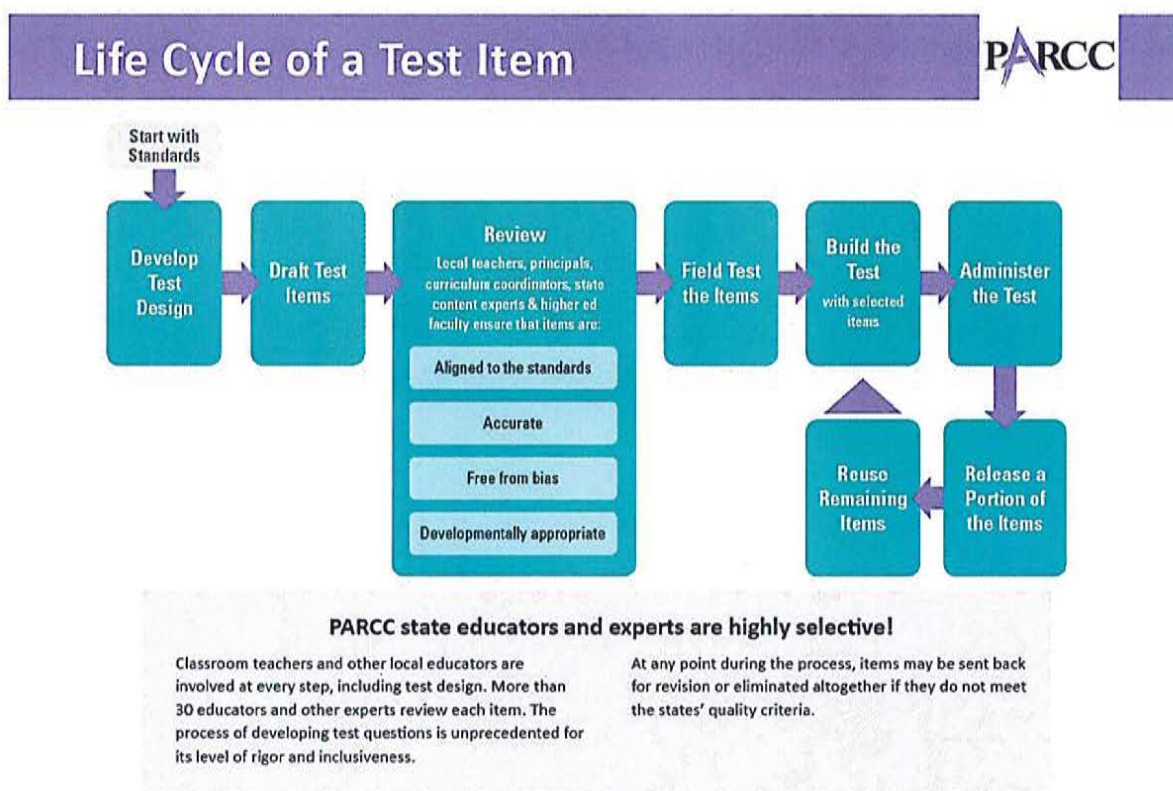 Life Cycle of a Test Item
PARCC
Start with
Standards
Develop
Test
Design
Draft Test
Items
Review
Local teachers, principals,
curriculum coordinators, state
content experts & higher ed
faculty ensure that items are:
Aligned to the standards
Accurate
Free from bias
Developmentally appropriate
Field Test
the Items
Build the
Test
with selected
items
Administer
the Test
Release a
Portion of
the Items
Reuse
Remaining
Items
PARCC state educators and experts are highly selective!
Classroom teachers and other local educators are
involved at every step, including test design. More than
30 educators and other experts review each item. The
process of developing test questions is unprecedented for
its level of rigor and inclusiveness.
At any point during the process, items may be sent back
for revision or eliminated altogether if they do not meet
the states' quality criteria.